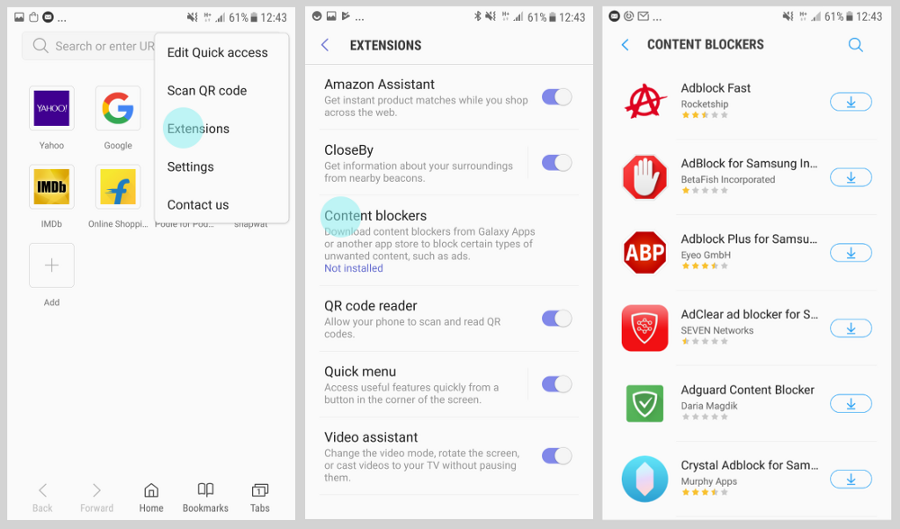 ... 61% 12:43
Search or enter UR
Edit Quick access
Scan QR code
Extensions
Settings
Contact us
YAHOO!
Yahoo
Google
IMDb
IMDb
Online Shoppi...
Add
Back
Forward
Home
Bookmarks
1
Tabs
... 61% 12:43
EXTENSIONS
Amazon Assistant
Get instant product matches while you shop
across the web.
CloseBy
Get information about your surroundings
from nearby beacons.
Content blockers
Download content blockers from Galaxy Apps
or another app store to block certain types of
unwanted content, such as ads.
Not installed
QR code reader
Allow your phone to scan and read QR
codes.
Quick menu
Access useful features quickly from a
button in the corner of the screen.
Video assistant
Change the video mode, rotate the screen,
or cast videos to your TV without pausing
them.
... 61% 12:43
CONTENT BLOCKERS
Adblock Fast
Rocketship
AdBlock for Samsung In...
BetaFish Incorporated
ABP
Adblock Plus for Samsu...
Eyeo GmbH
AdClear ad blocker for S...
SEVEN Networks
Adguard Content Blocker
Daria Magdik
Crystal Adblock for Sam...
Murphy Apps